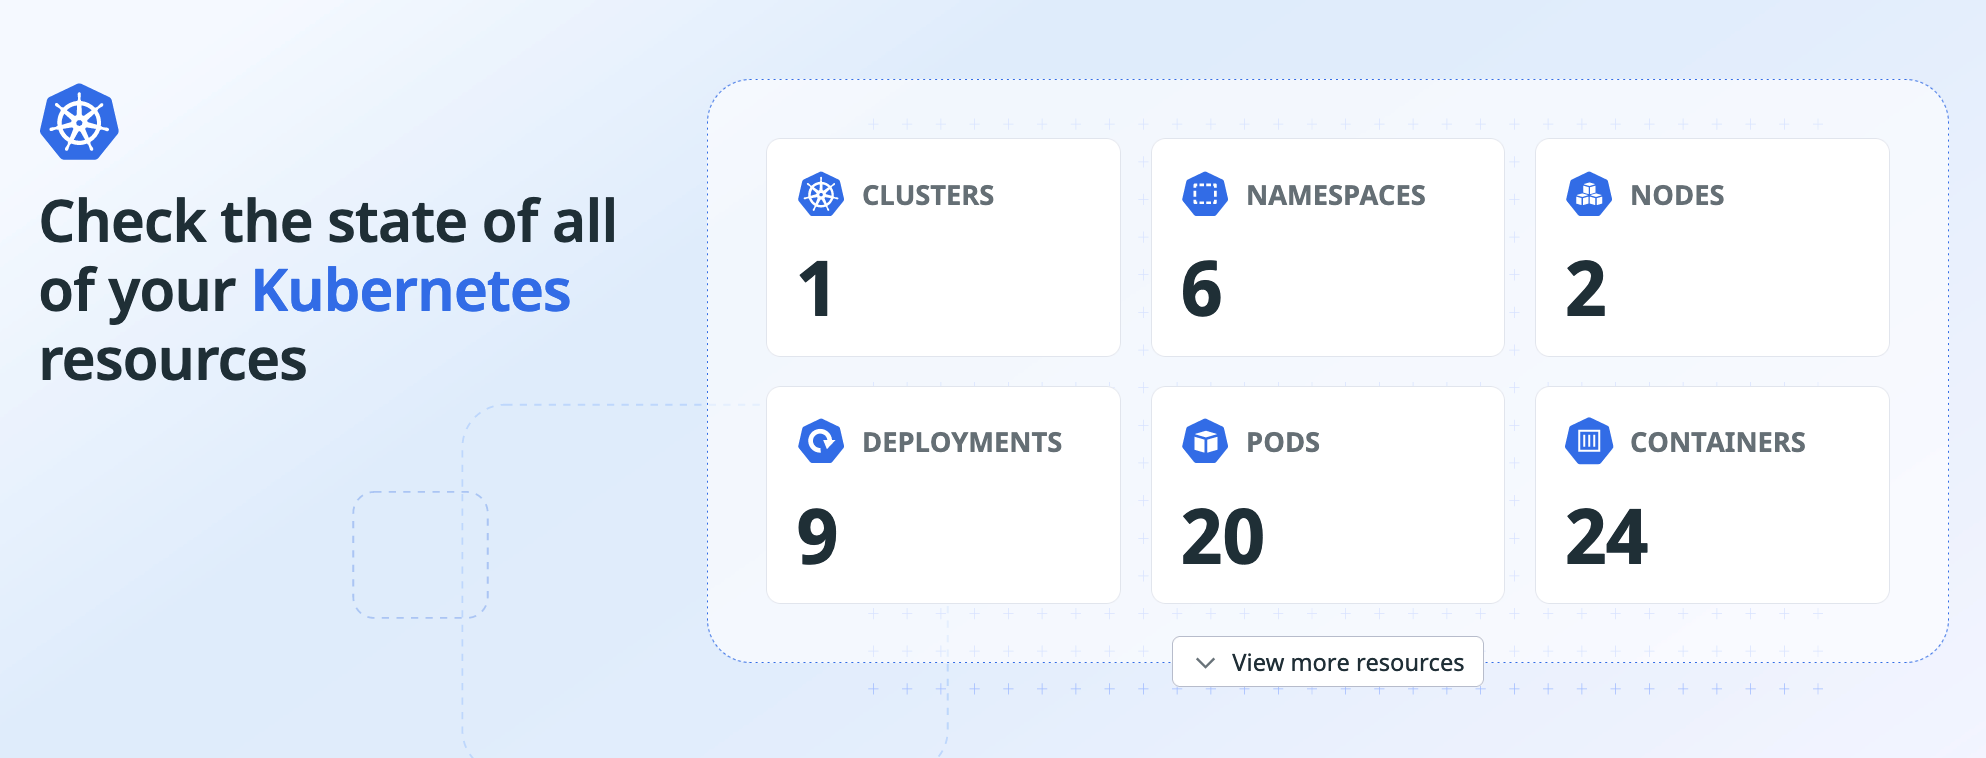 Check the state of all
of your Kubernetes
resources
CLUSTERS
1
NAMESPACES
6
NODES
2
DEPLOYMENTS
9
PODS
20
CONTAINERS
24
View more resources